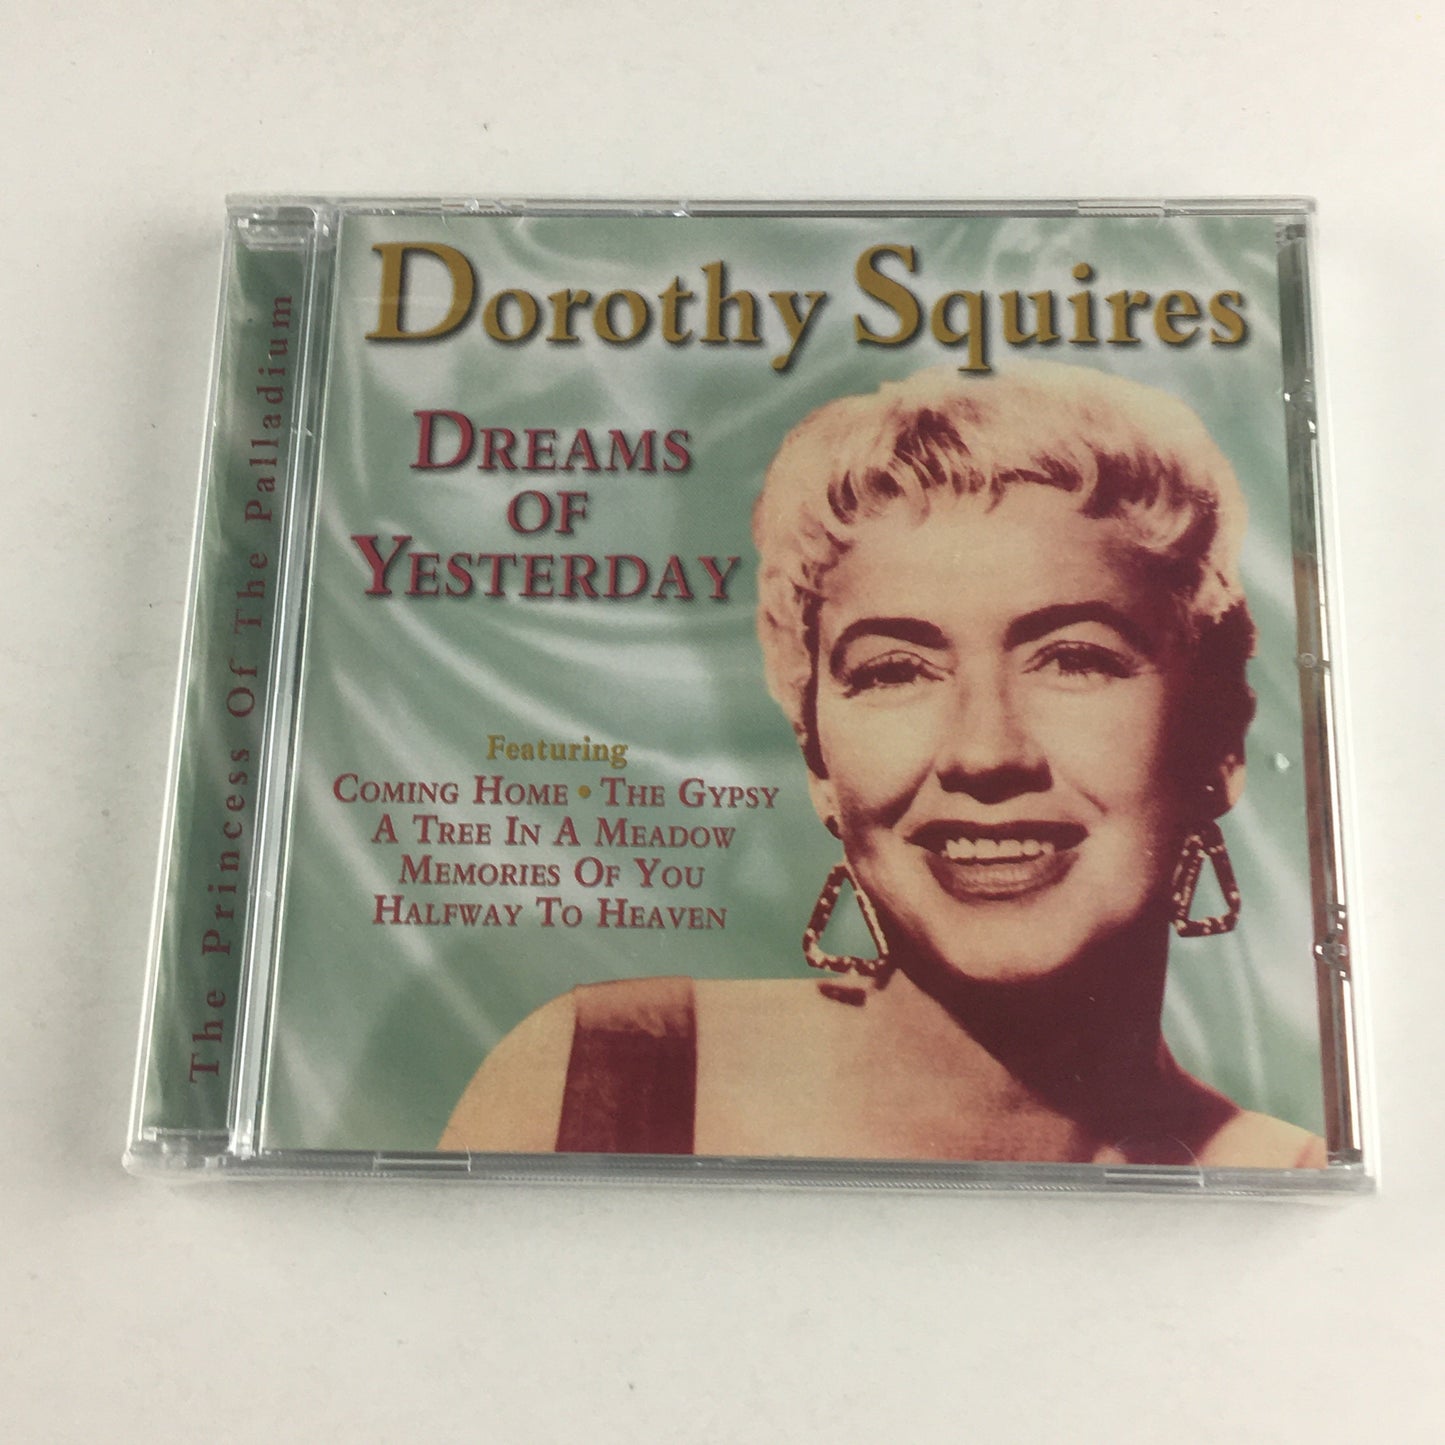 Dorothy Squires
DREAMS
OF
YESTERDAY
Featuring
COMING HOME • THE GYPSY
A TREE IN A MEADOW
MEMORIES OF YOU
HALFWAY TO HEAVEN
The Princess Of The Palladium